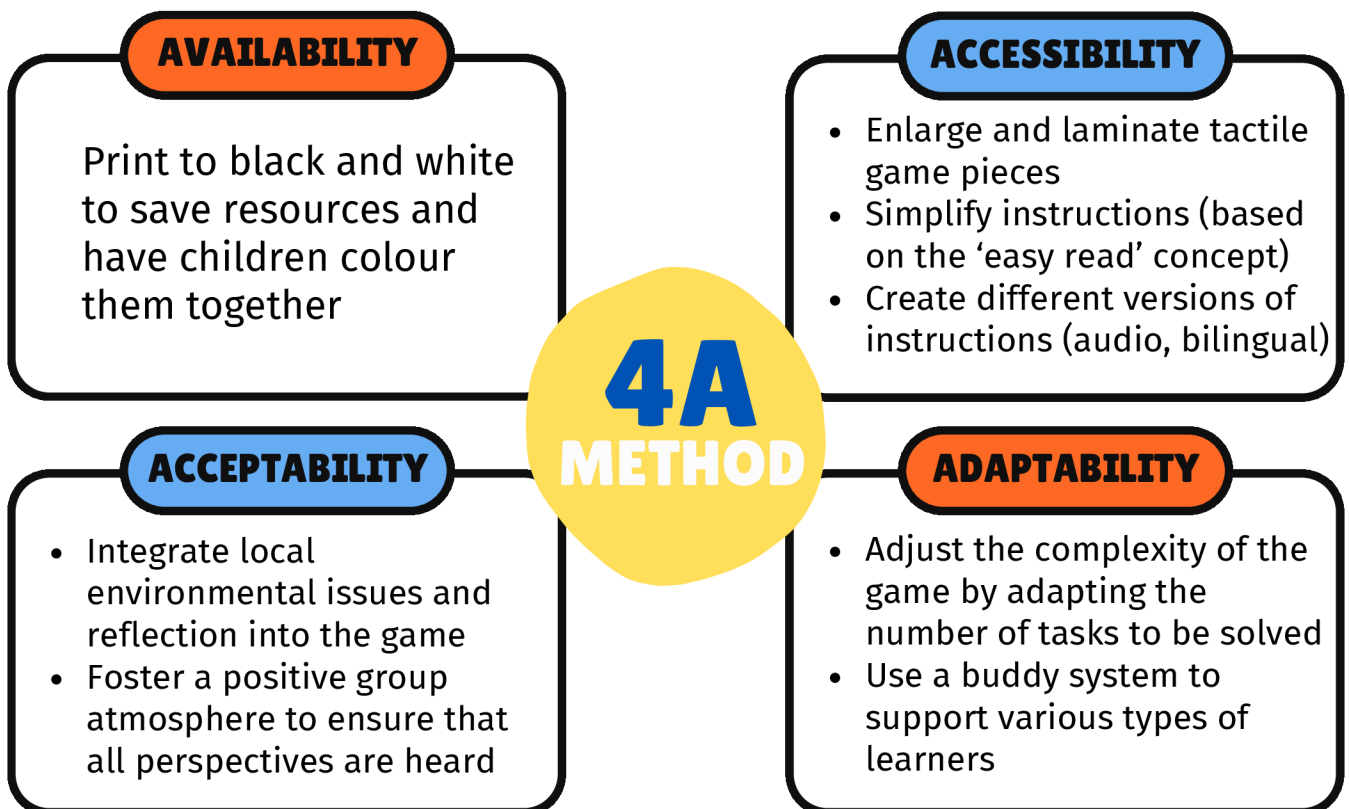 AVAILABILITY
Print to black and white
to save resources and
have children colour
them together
ACCESSIBILITY
• Enlarge and laminate tactile
game pieces
• Simplify instructions (based
on the ‘easy read’ concept)
• Create different versions of
instructions (audio, bilingual)
4A
METHOD
ACCEPTABILITY
• Integrate local
environmental issues and
reflection into the game
• Foster a positive group
atmosphere to ensure that
all perspectives are heard
ADAPTABILITY
• Adjust the complexity of the
game by adapting the
number of tasks to be solved
• Use a buddy system to
support various types of
learners